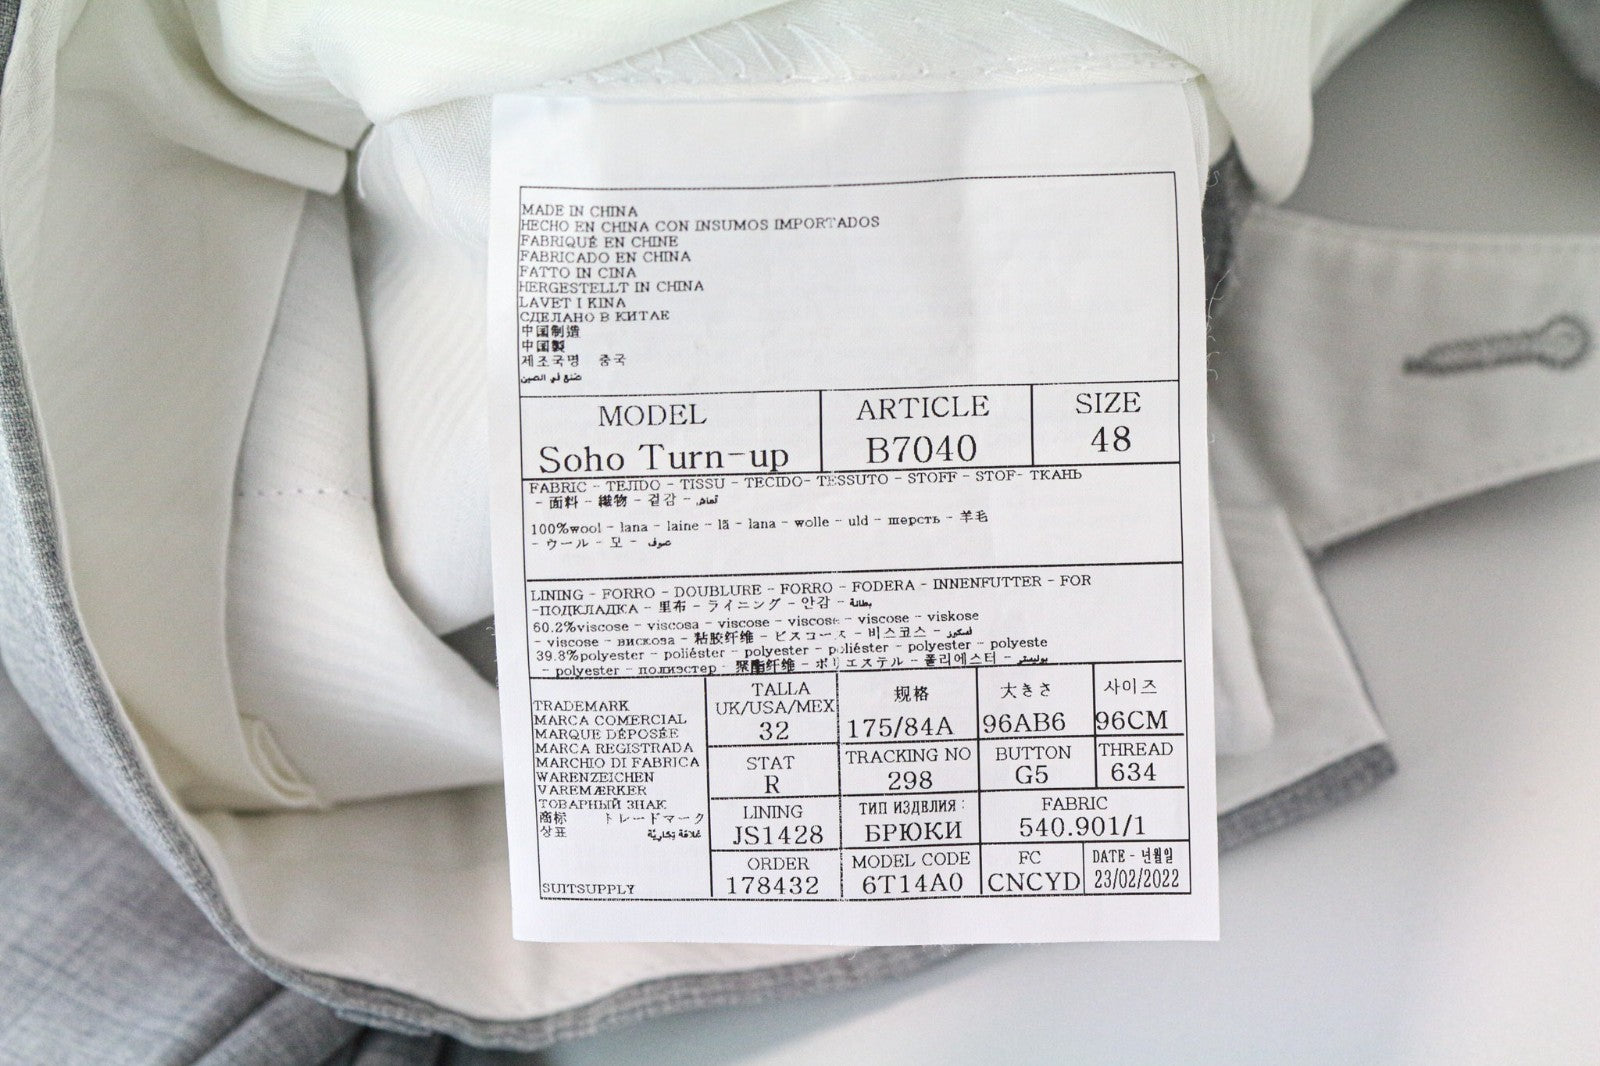 MADE IN CHINA
HECHO EN CHINA CON INSUMOS IMPORTADOS
FABRIQUÉ EN CHINE
FABRICADO EN CHINA
FATTO IN CINA
HERGESTELLT IN CHINA
LAVET I KINA
СДЕЛАНО В КИТАЕ
中国制造
中国製
제조국명 중국
صنع في الصين
MODEL
Soho Turn-up
ARTICLE
B7040
SIZE
48
FABRIC - TEJIDO - TISSU - TECIDO- TESSUTO - STOFF - STOF- ТКАНЬ
- 面料 - 織物 - 겉감 - قماش
100%wool - lana - laine - lã - lana - wolle - uld - шерсть - 羊毛
- ウール - 모 - صوف
LINING - FORRO - DOUBLURE - FORRO - FODERA - INNENFUTTER - FOR
-ПОДКЛАДКА - 里布 - ライニング - 안감 - بطانة
60.2%viscose - viscosa - viscose - viscose - viscose - viskose
- viscose - вискоза - 粘胶纤维 - ビスコース - 비스코스 - فسكوز
39.8%polyester - poliéster - polyester - poliéster - polyester - polyeste
- polyester - полиэстер - 聚酯纤维 - ポリエステル - 폴리에스터 - بوليستر
TRADEMARK
MARCA COMERCIAL
MARQUE DÉPOSÉE
MARCA REGISTRADA
MARCHIO DI FABRICA
WARENZEICHEN
VAREMÆRKER
ТОВАРНЫЙ ЗНАК
商标 トレードマーク
상표 علامة تجارية
SUITSUPPLY
TALLA
UK/USA/MEX
32
规格
175/84A
大きさ
96AB6
사이즈
96CM
STAT
R
TRACKING NO
298
BUTTON
G5
THREAD
634
LINING
JS1428
ТИП ИЗДЕЛИЯ:
БРЮКИ
FABRIC
540.901/1
ORDER
178432
MODEL CODE
6T14A0
FC
CNCYD
DATE - 년월일
23/02/2022